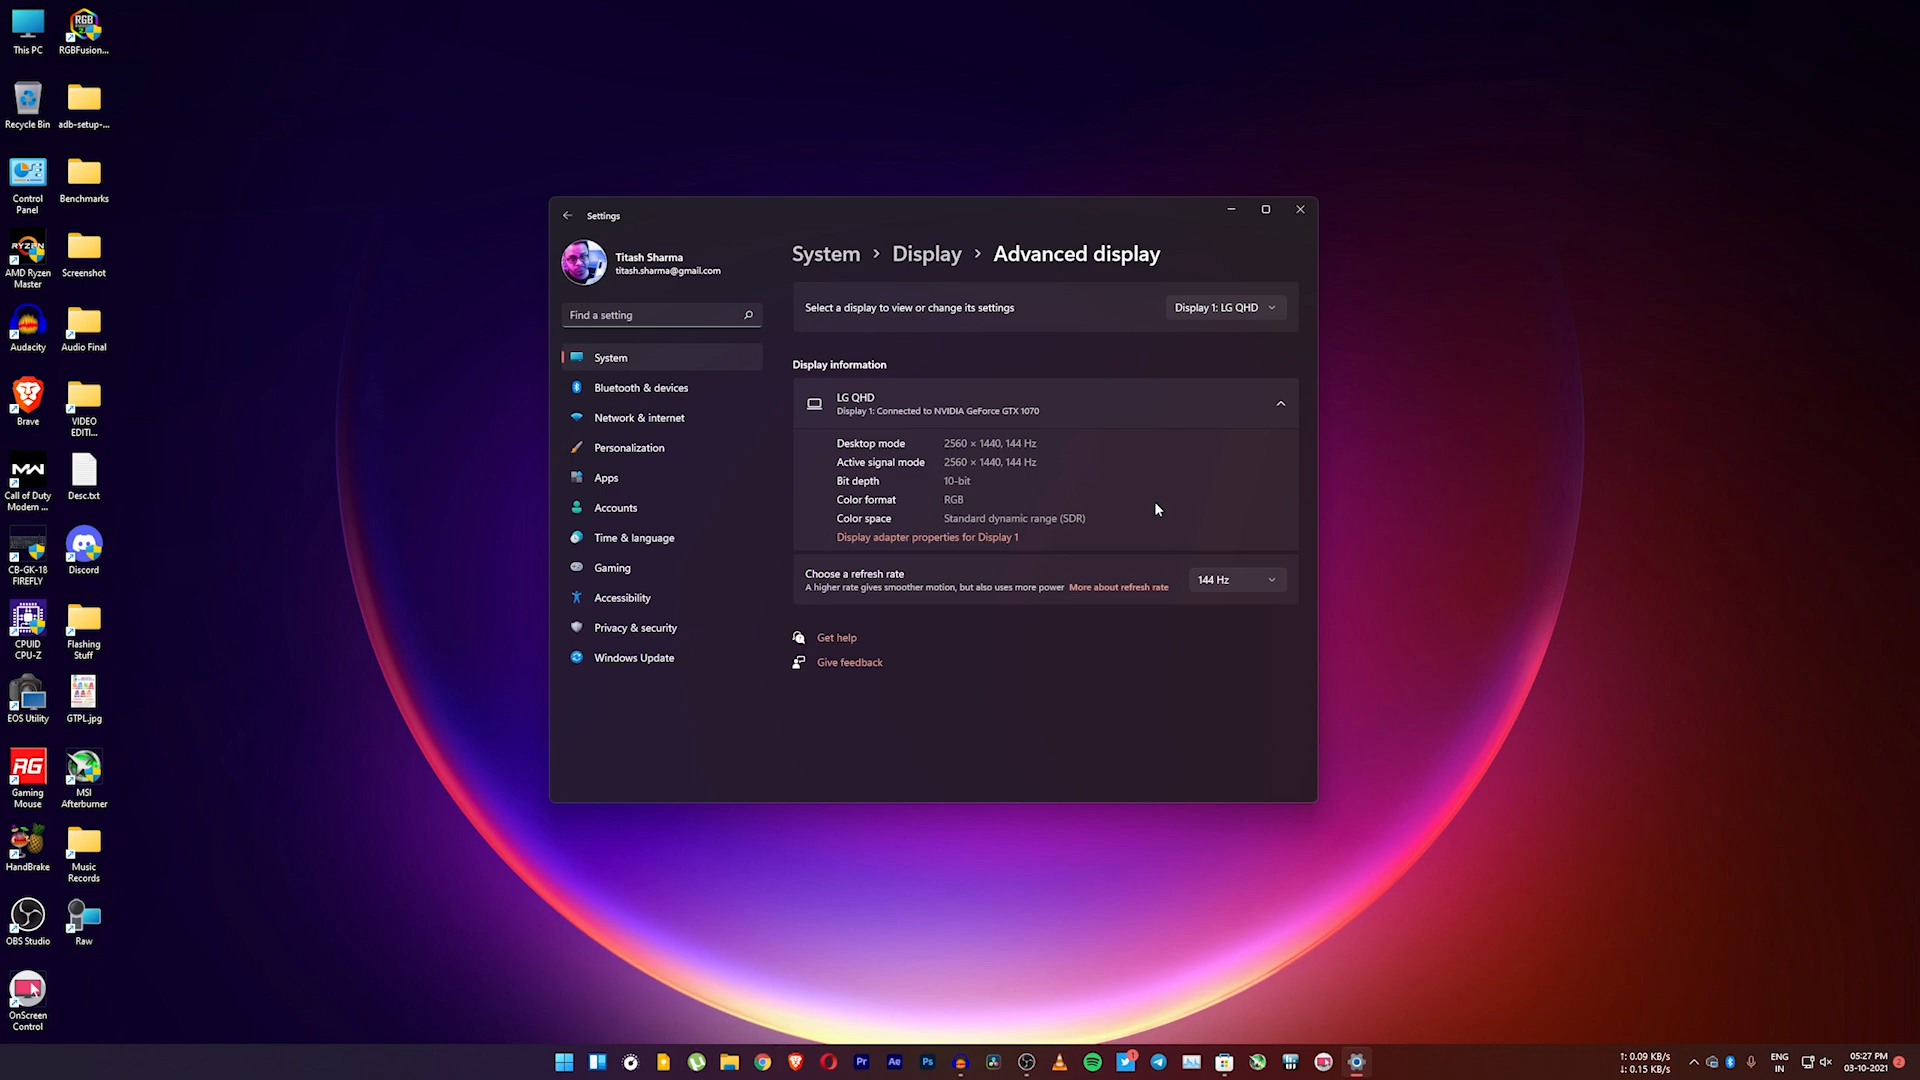 This PC
RGBFusion...
Recycle Bin
adb-setup-...
Control
Panel
Benchmarks
RYZEN
AMD Ryzen
Master
Screenshot
Audacity
Audio Final
Brave
VIDEO
EDITI...
Call of Duty
Modern ...
Desc.txt
CB-GK-18
FIREFLY
Discord
CPUID
CPU-Z
Flashing
Stuff
EOS Utility
GTPL.jpg
RG
Gaming
Mouse
MSI
Afterburner
HandBrake
Music
Records
OBS Studio
Raw
OnScreen
Control
Settings
Titash Sharma
titash.sharma@gmail.com
Find a setting
System
Bluetooth & devices
Network & internet
Personalization
Apps
Accounts
Time & language
Gaming
Accessibility
Privacy & security
Windows Update
System > Display > Advanced display
Select a display to view or change its settings
Display 1: LG QHD
Display information
LG QHD
Display 1: Connected to NVIDIA GeForce GTX 1070
Desktop mode 2560 × 1440, 144 Hz
Active signal mode 2560 × 1440, 144 Hz
Bit depth 10-bit
Color format RGB
Color space Standard dynamic range (SDR)
Display adapter properties for Display 1
Choose a refresh rate
A higher rate gives smoother motion, but also uses more power More about refresh rate
144 Hz
Get help
Give feedback
Pr
Ae
Ps
1
↑: 0.09 KB/s
↓: 0.15 KB/s
ENG
IN
05:27 PM
03-10-2021
2